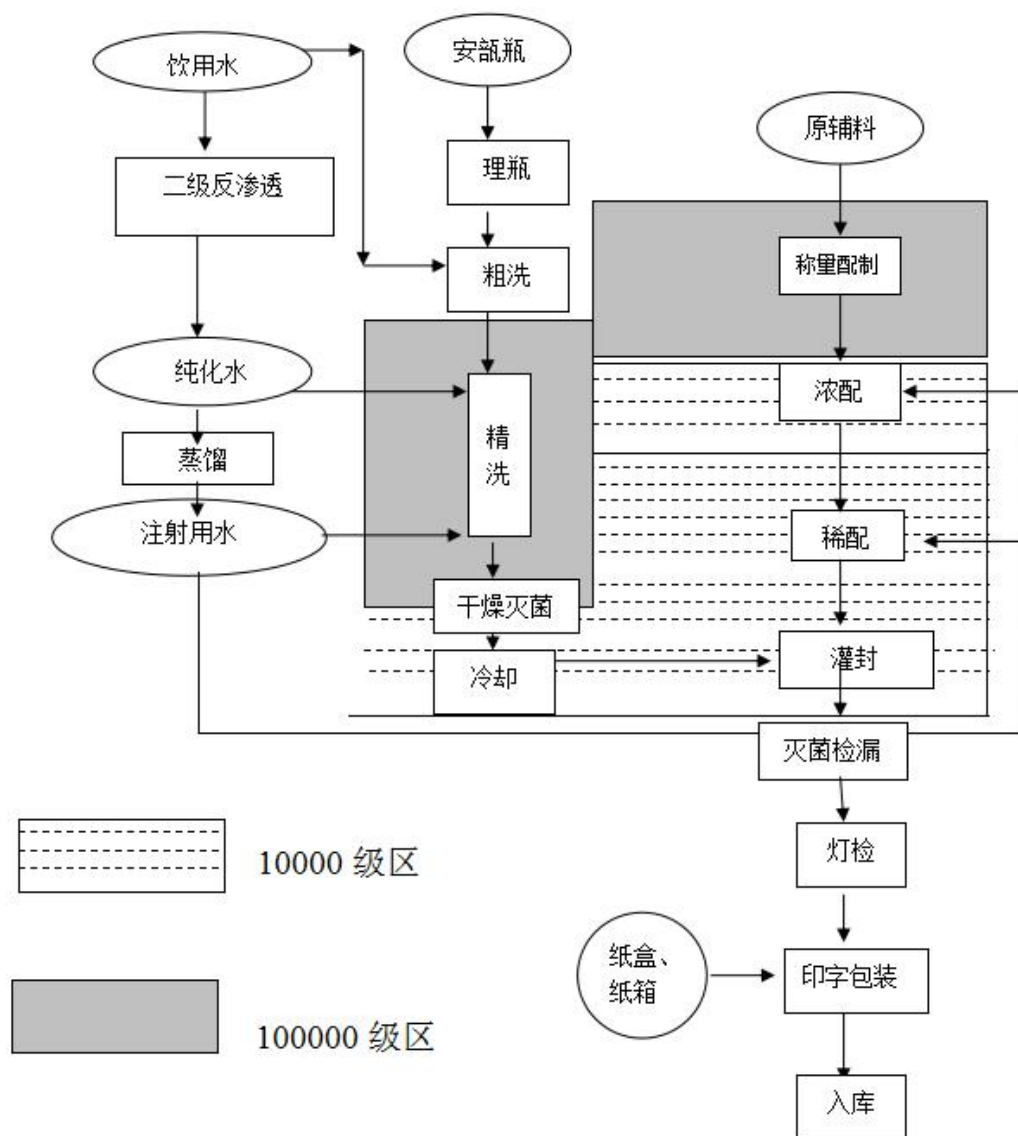 饮用水
安瓿瓶
原辅料
二级反渗透
理瓶
粗洗
称量配制
纯化水
浓配
精
洗
蒸馏
注射用水
稀配
干燥灭菌
灌封
冷却
灭菌检漏
10000 级区
灯检
纸盒、
纸箱
印字包装
100000 级区
入库